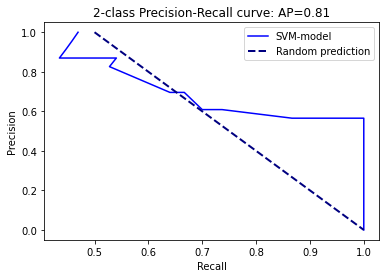 2-class Precision-Recall curve: AP=0.81
SVM-model
Random prediction
Precision
1.0
0.8
0.6
0.4
0.2
0.0
0.5 0.6 0.7 0.8 0.9 1.0
Recall